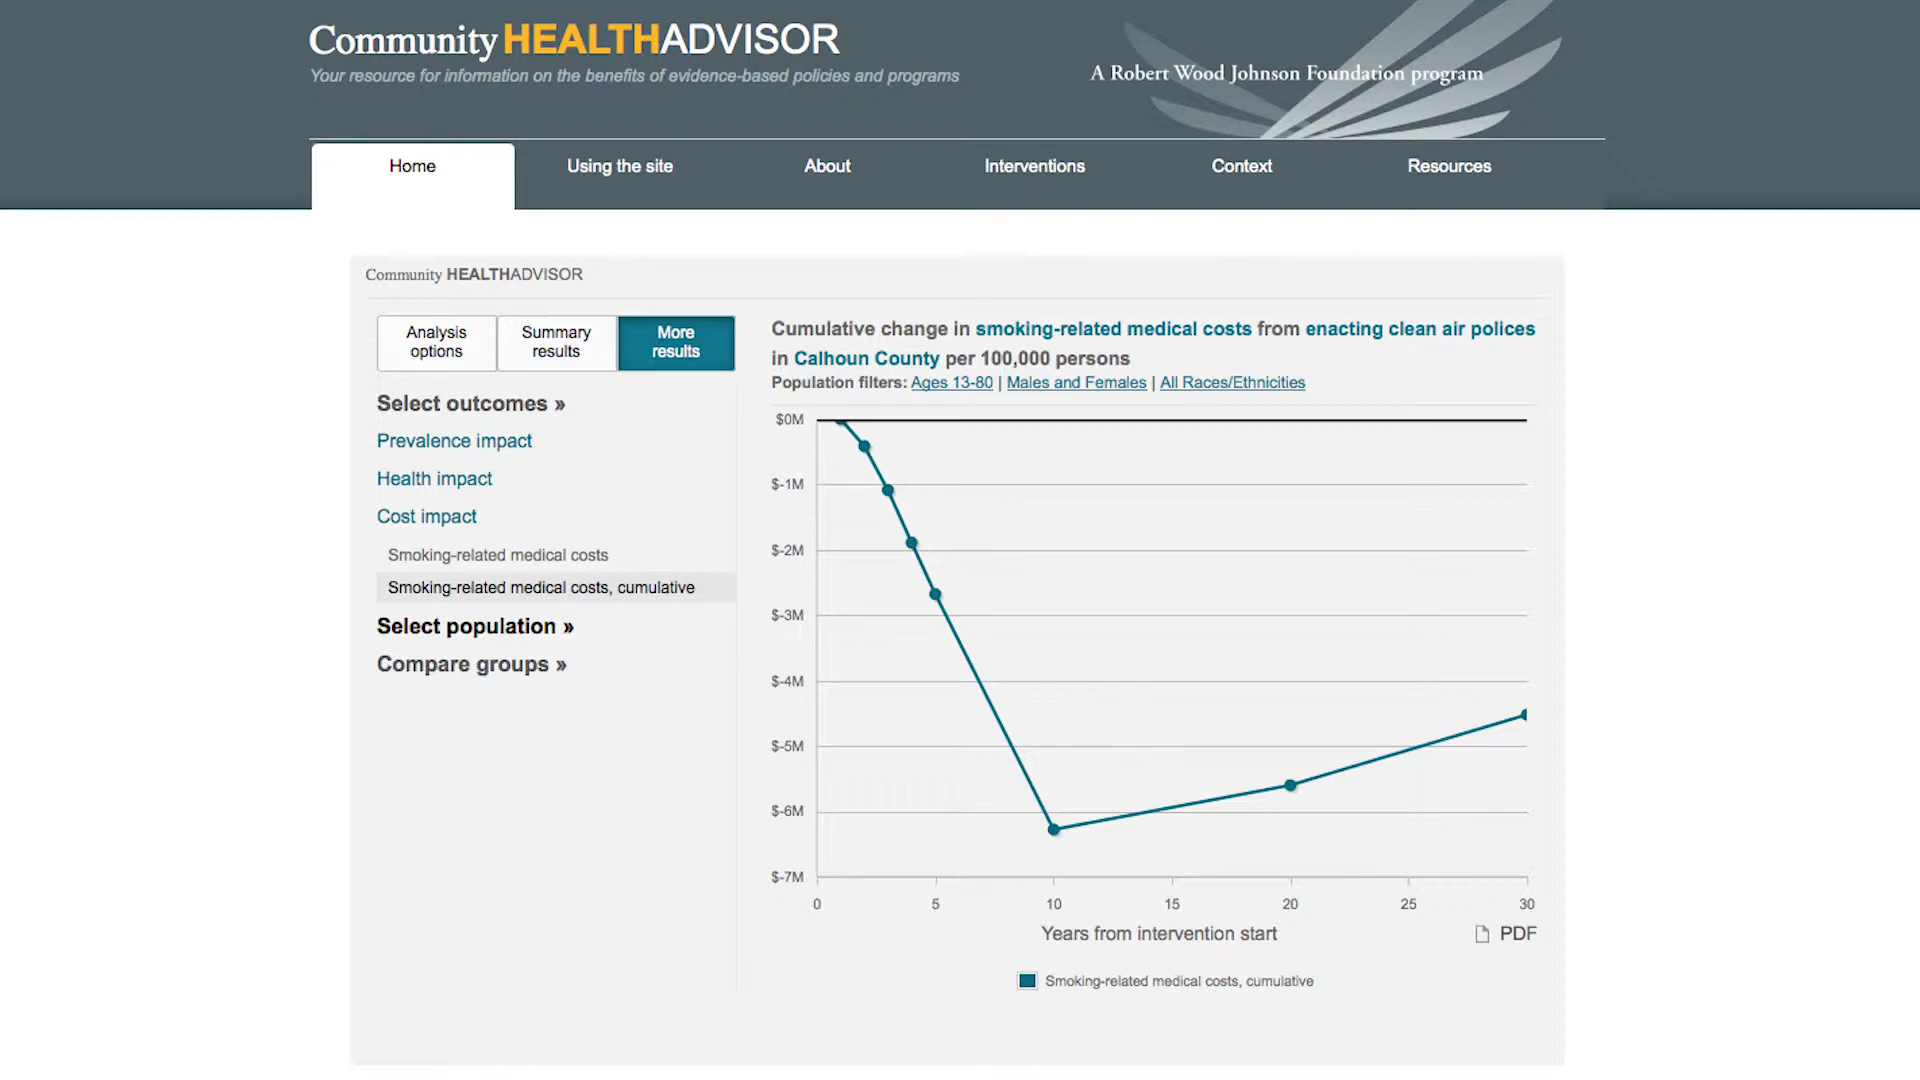 Community HEALTHADVISOR
Your resource for information on the benefits of evidence-based policies and programs
A Robert Wood Johnson Foundation program
Home
Using the site
About
Interventions
Context
Resources
Community HEALTHADVISOR
Analysis
options
Summary
results
More
results
Select outcomes »
Prevalence impact
Health impact
Cost impact
Smoking-related medical costs
Smoking-related medical costs, cumulative
Select population »
Compare groups »
Cumulative change in smoking-related medical costs from enacting clean air polices
in Calhoun County per 100,000 persons
Population filters: Ages 13-80 | Males and Females | All Races/Ethnicities
$0M
$-1M
$-2M
$-3M
$-4M
$-5M
$-6M
$-7M
0
5
10
15
20
25
30
Years from intervention start
PDF
Smoking-related medical costs, cumulative